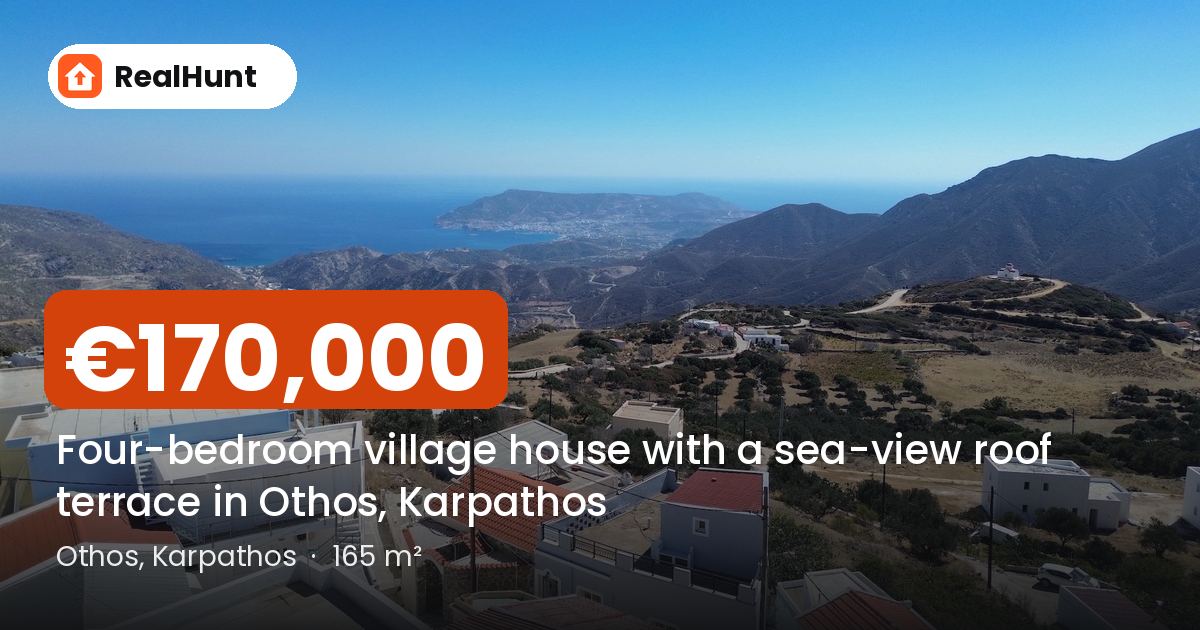 RealHunt
€170,000
Four-bedroom village house with a sea-view roof
terrace in Othos, Karpathos
Othos, Karpathos · 165 m²